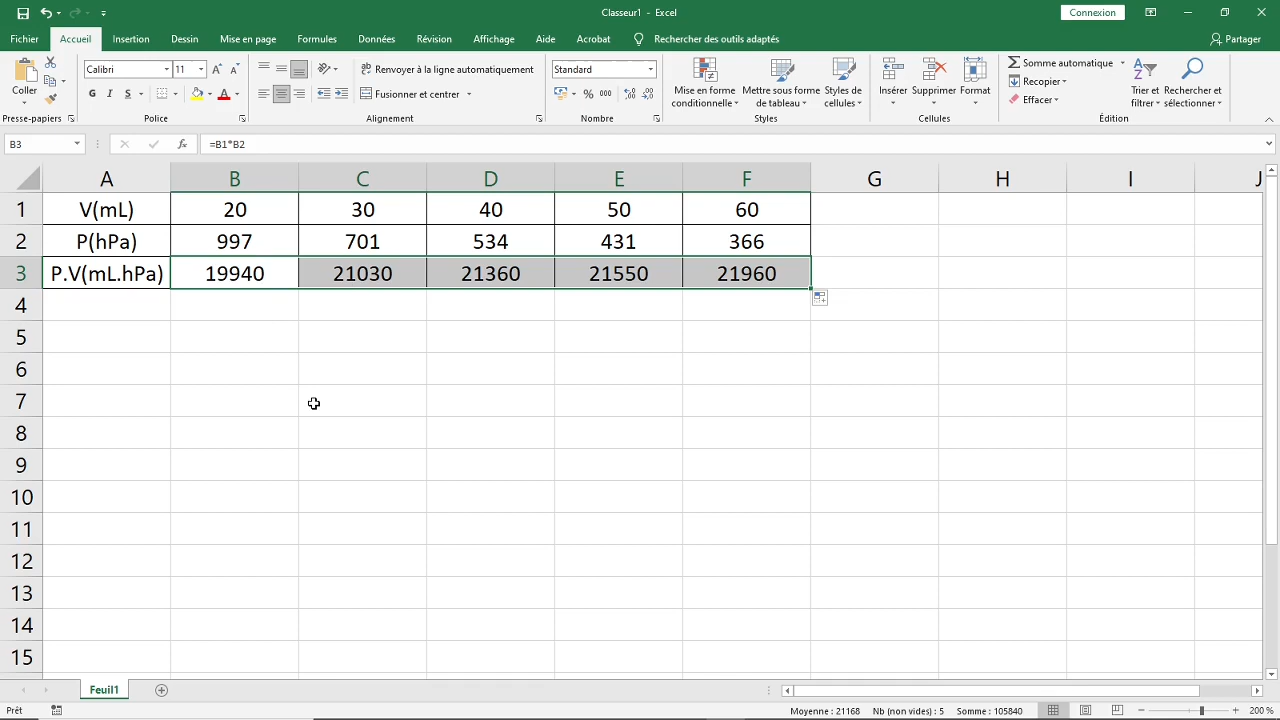 Classeur1 - Excel
Connexion
Fichier Accueil Insertion Dessin Mise en page Formules Données Révision Affichage Aide Acrobat Rechercher des outils adaptés Partager
Coller
Calibri 11
G I S
Renvoyer à la ligne automatiquement
Fusionner et centrer
Standard
% 000
Mise en forme conditionnelle
Mettre sous forme de tableau
Styles de cellules
Insérer Supprimer Format
Somme automatique
Recopier
Effacer
Trier et filtrer
Rechercher et sélectionner
Presse-papiers Police Alignement Nombre Styles Cellules Édition
B3 fx =B1*B2
A B C D E F G H I J
1 V(mL) 20 30 40 50 60
2 P(hPa) 997 701 534 431 366
3 P.V(mL.hPa) 19940 21030 21360 21550 21960
4
5
6
7
8
9
10
11
12
13
14
15
Feuil1
Prêt Moyenne : 21168 Nb (non vides) : 5 Somme : 105840 200 %